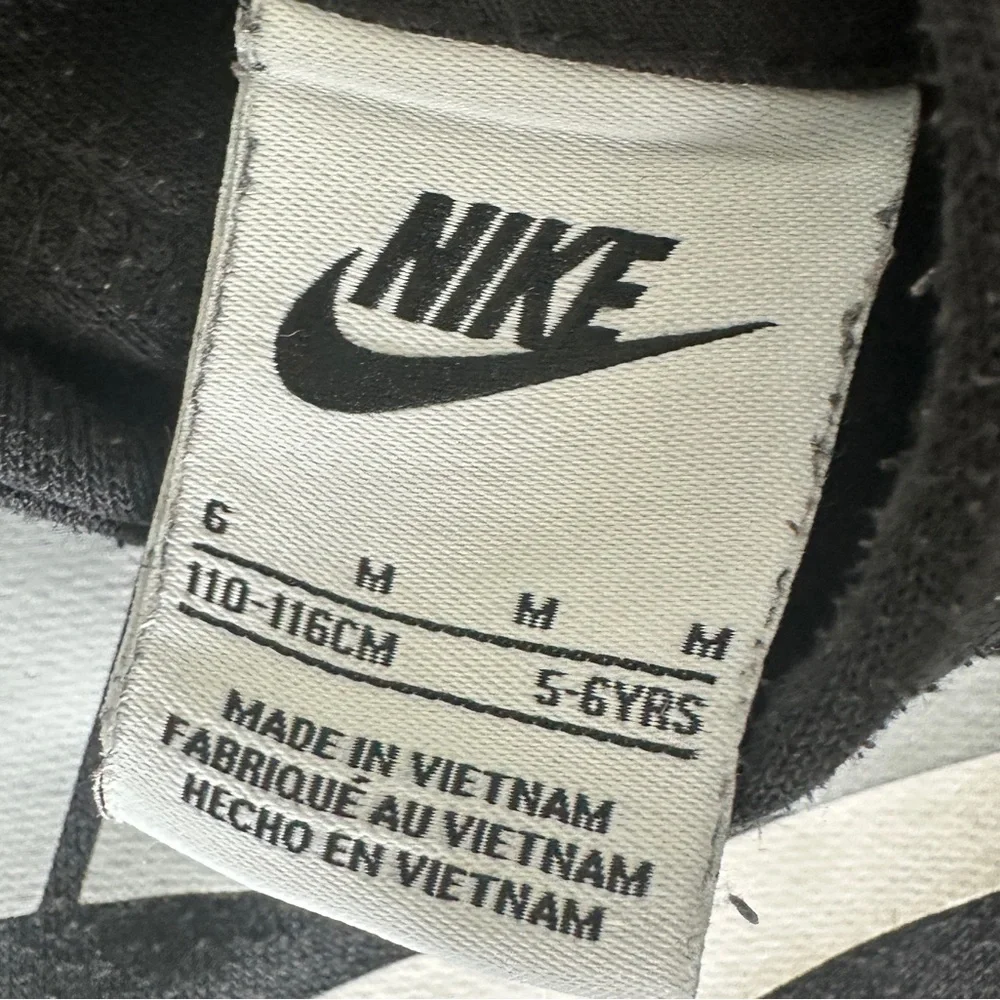 NIKE
6 M M M
110-116CM 5-6YRS
MADE IN VIETNAM
FABRIQUÉ AU VIETNAM
HECHO EN VIETNAM